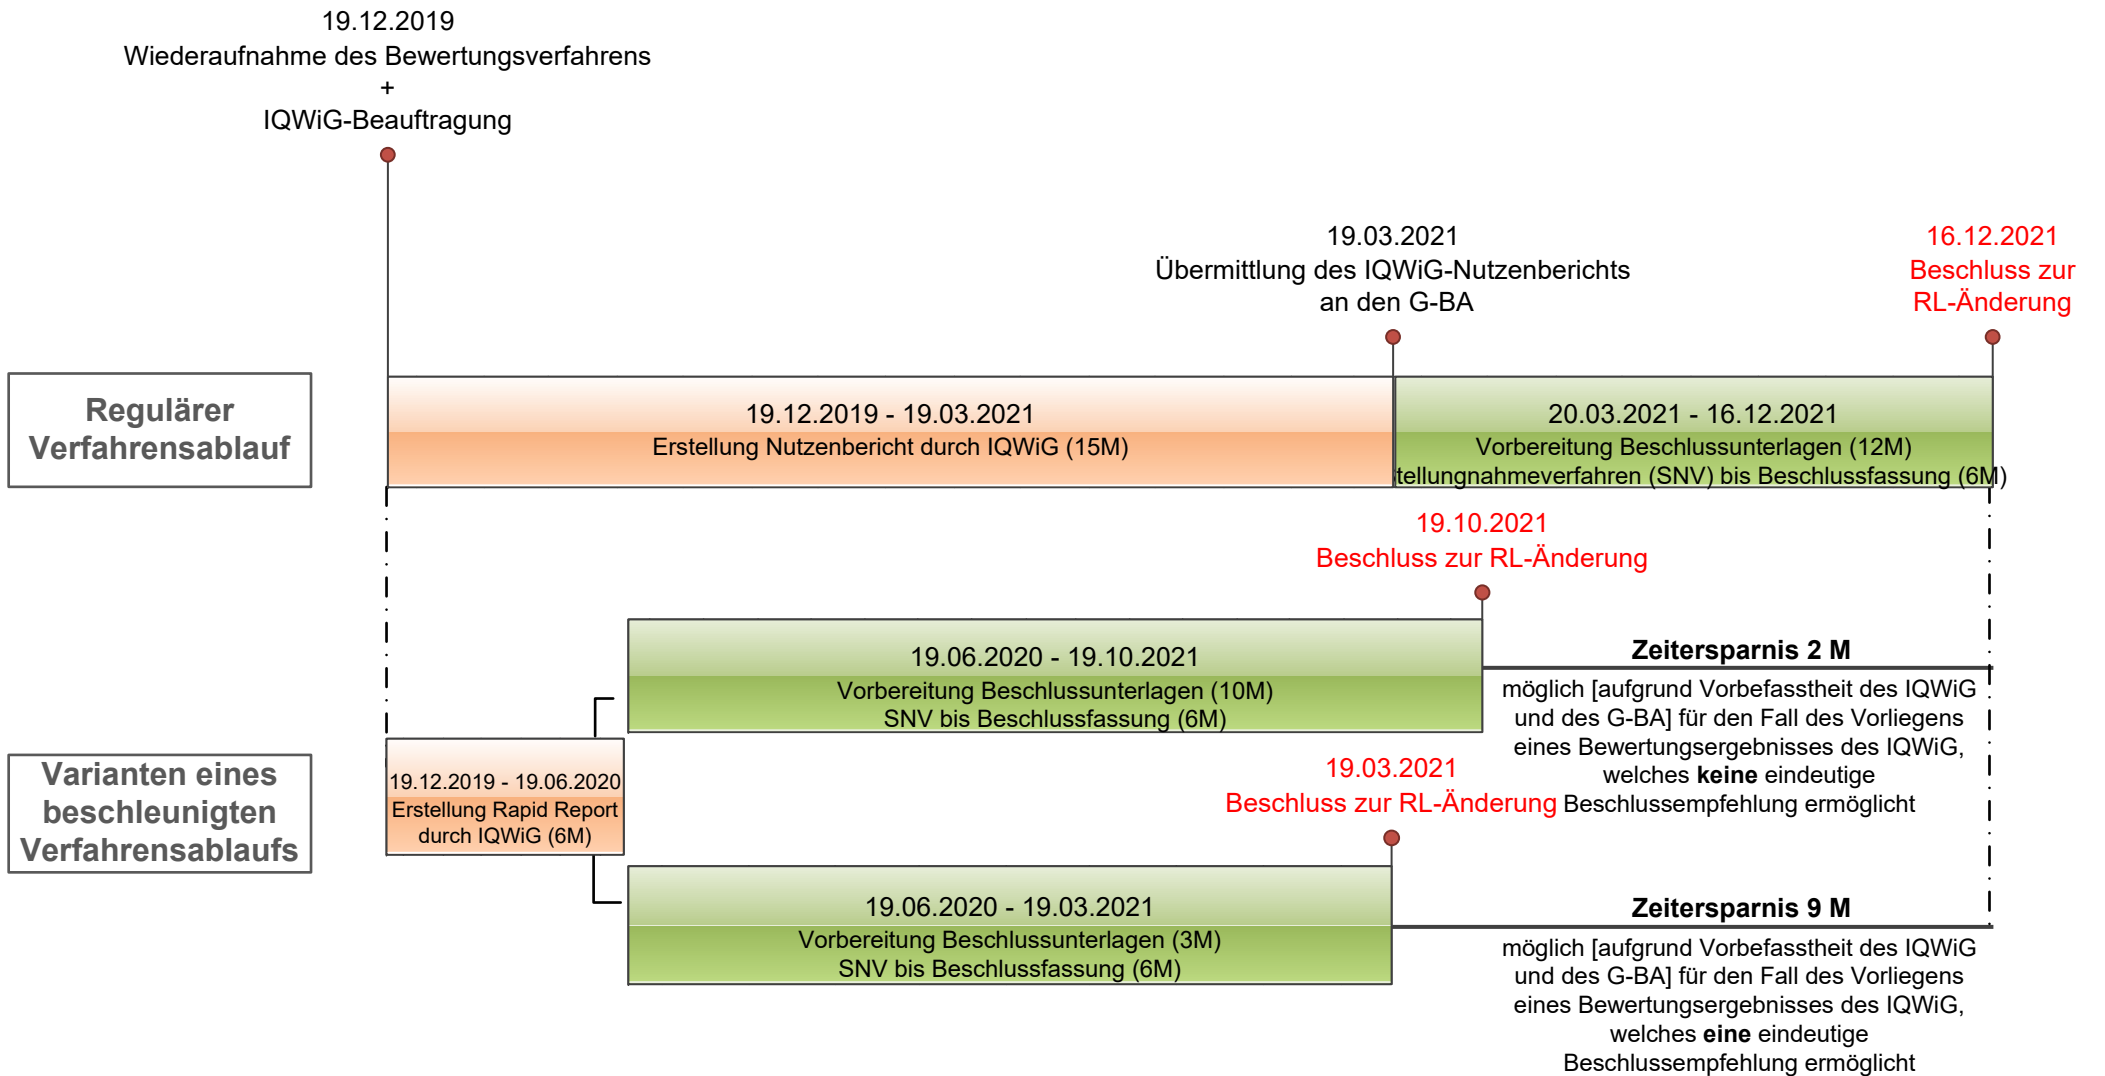 19.12.2019
Wiederaufnahme des Bewertungsverfahrens
+
IQWiG-Beauftragung
19.03.2021
Übermittlung des IQWiG-Nutzenberichts
an den G-BA
16.12.2021
Beschluss zur
RL-Änderung
Regulärer
Verfahrensablauf
19.12.2019 - 19.03.2021
Erstellung Nutzenbericht durch IQWiG (15M)
20.03.2021 - 16.12.2021
Vorbereitung Beschlussunterlagen (12M)
tellungnahmeverfahren (SNV) bis Beschlussfassung (6M)
19.10.2021
Beschluss zur RL-Änderung
19.06.2020 - 19.10.2021
Vorbereitung Beschlussunterlagen (10M)
SNV bis Beschlussfassung (6M)
Zeitersparnis 2 M
möglich [aufgrund Vorbefasstheit des IQWiG
und des G-BA] für den Fall des Vorliegens
eines Bewertungsergebnisses des IQWiG,
welches keine eindeutige
Beschlussempfehlung ermöglicht
Varianten eines
beschleunigten
Verfahrensablaufs
19.12.2019 - 19.06.2020
Erstellung Rapid Report
durch IQWiG (6M)
19.03.2021
Beschluss zur RL-Änderung
19.06.2020 - 19.03.2021
Vorbereitung Beschlussunterlagen (3M)
SNV bis Beschlussfassung (6M)
Zeitersparnis 9 M
möglich [aufgrund Vorbefasstheit des IQWiG
und des G-BA] für den Fall des Vorliegens
eines Bewertungsergebnisses des IQWiG,
welches eine eindeutige
Beschlussempfehlung ermöglicht